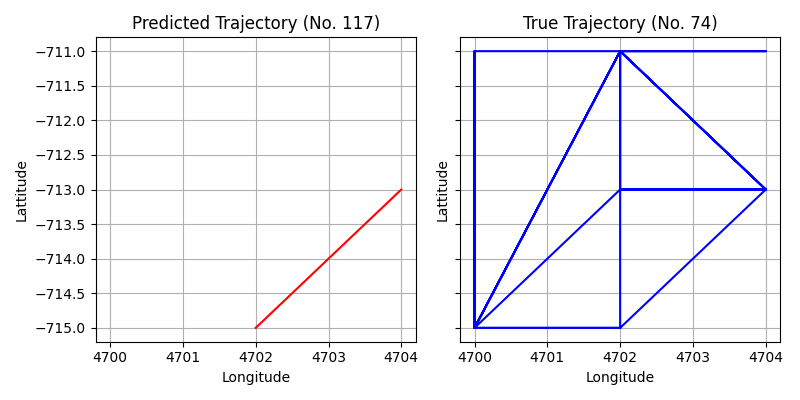 Predicted Trajectory (No. 117)
Lattitude
−711.0
−711.5
−712.0
−712.5
−713.0
−713.5
−714.0
−714.5
−715.0
4700 4701 4702 4703 4704
Longitude
True Trajectory (No. 74)
Lattitude
4700 4701 4702 4703 4704
Longitude